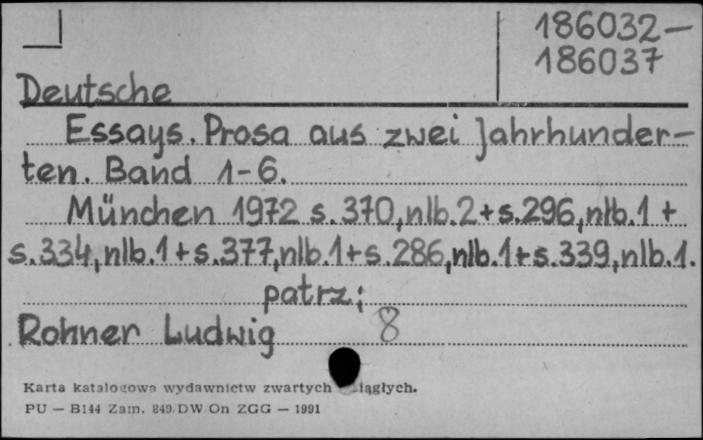 186032–
186037
Deutsche
Essays. Prosa aus zwei Jahrhunder–
ten. Band 1-6.
München 1972 s. 370, nlb. 2 + s. 296, nlb. 1 +
s. 334, nlb. 1 + s. 377, nlb. 1 + s. 286, nlb. 1 + s. 339, nlb. 1.
patrz:
Rohner Ludwig 8
Karta katalogowa wydawnictw zwartych
PU — B144 Zam. 849/DW/On ZGG — 1991